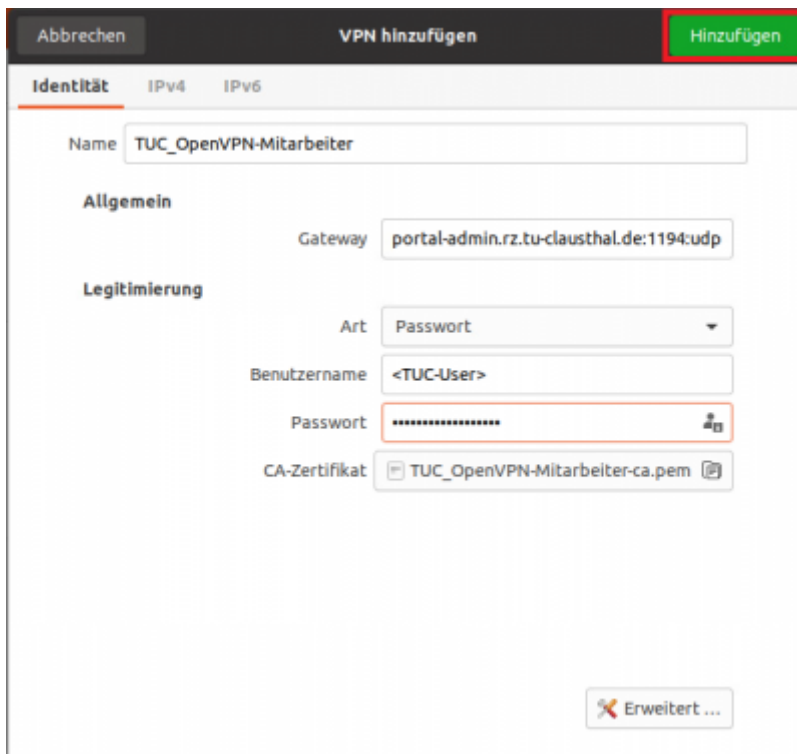 Abbrechen VPN hinzufügen Hinzufügen
Identität IPv4 IPv6
Name TUC_OpenVPN-Mitarbeiter
Allgemein
Gateway portal-admin.rz.tu-clausthal.de:1194:udp
Legitimierung
Art Passwort
Benutzername <TUC-User>
Passwort ••••••••••••••••••
CA-Zertifikat TUC_OpenVPN-Mitarbeiter-ca.pem
Erweitert ...